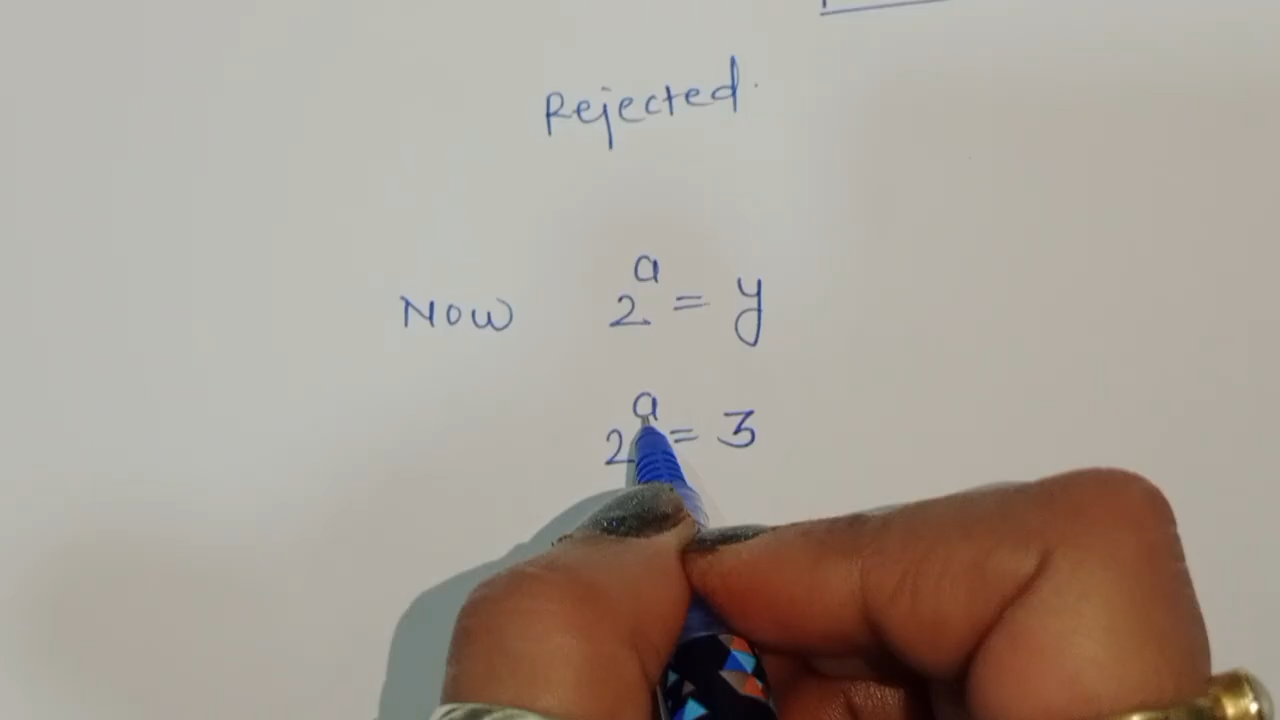 Rejected.
Now 2^a = y
2^a = 3